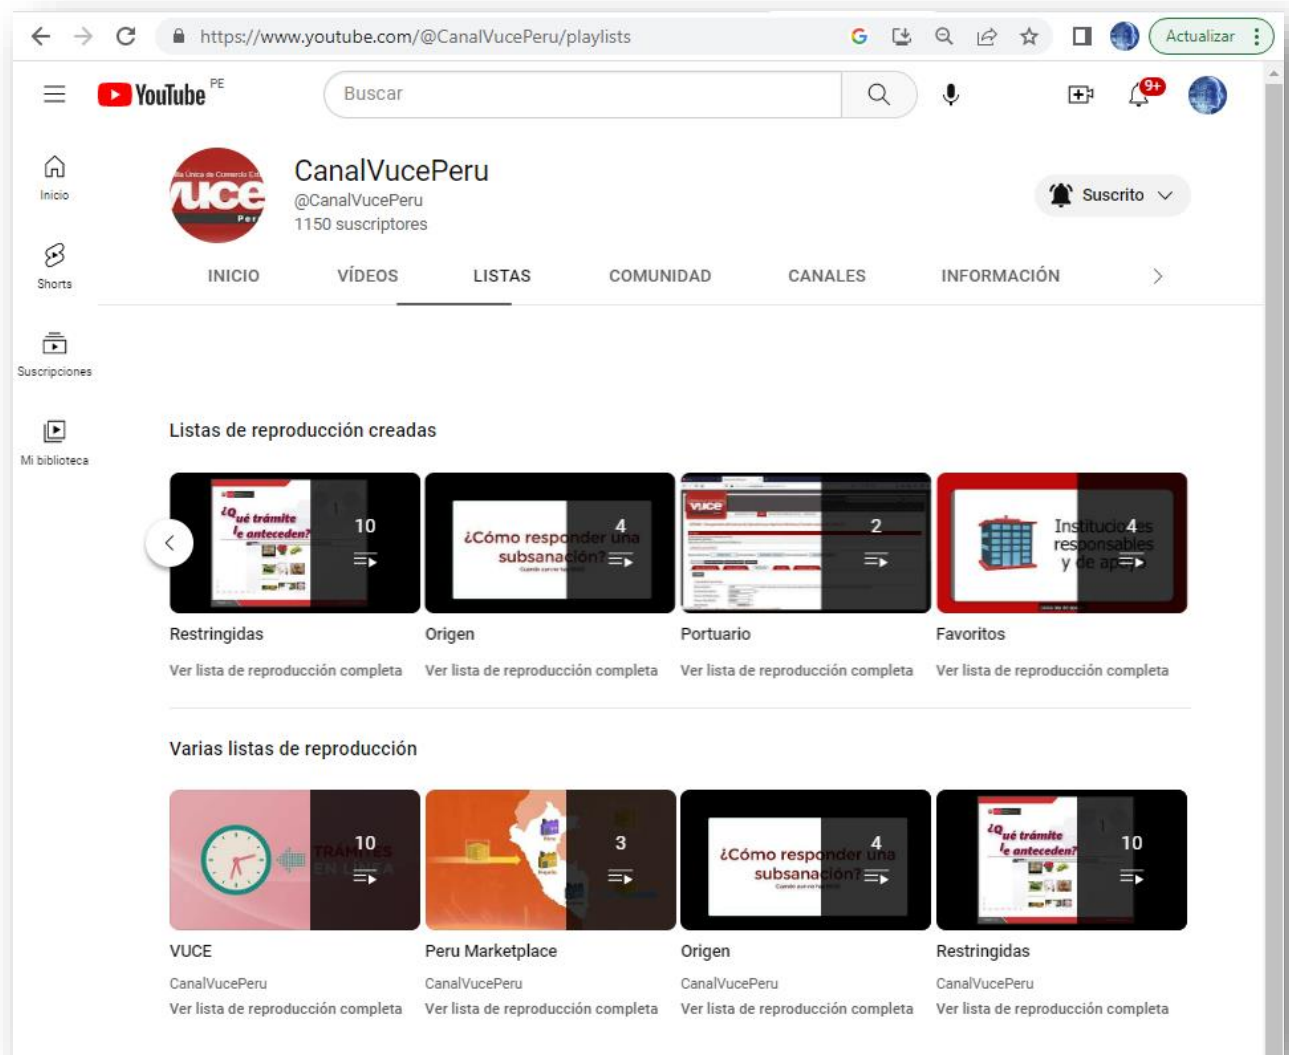 https://www.youtube.com/@CanalVucePeru/playlists
Actualizar
YouTube PE
Buscar
9+
Inicio
Shorts
Suscripciones
Mi biblioteca
vuce
Perú
CanalVucePeru
@CanalVucePeru
1150 suscriptores
Suscrito
INICIO VÍDEOS LISTAS COMUNIDAD CANALES INFORMACIÓN
Listas de reproducción creadas
¿Qué trámite
le anteceden?
10
¿Cómo responder una
subsanación?
4
vuce
2
Instituciones
responsables
y de apoyo
4
Restringidas Origen Portuario Favoritos
Ver lista de reproducción completa Ver lista de reproducción completa Ver lista de reproducción completa Ver lista de reproducción completa
Varias listas de reproducción
TRÁMITES
EN LÍNEA
10
3
¿Cómo responder una
subsanación?
4
¿Qué trámite
le anteceden?
10
VUCE Peru Marketplace Origen Restringidas
CanalVucePeru CanalVucePeru CanalVucePeru CanalVucePeru
Ver lista de reproducción completa Ver lista de reproducción completa Ver lista de reproducción completa Ver lista de reproducción completa